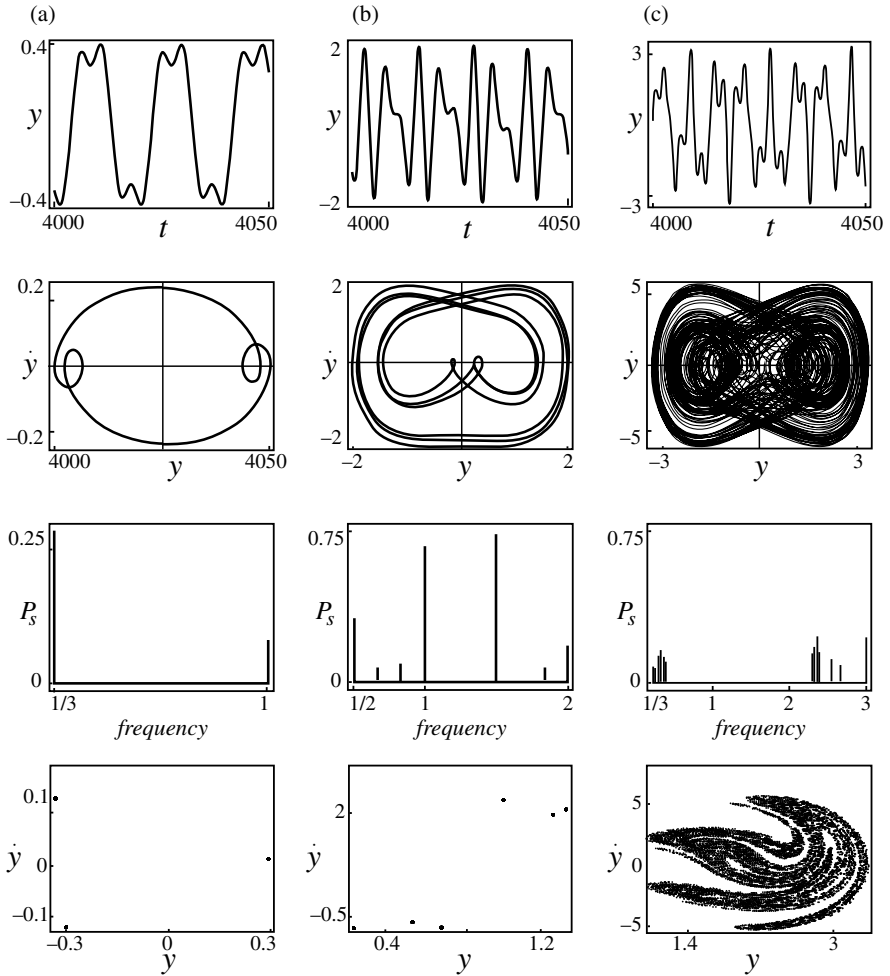 (a) (b) (c)
0.4 2 3
y y y
−0.4 −2 −3
4000 t 4050 4000 t 4050 4000 t 4050
0.2 2 5
ẏ ẏ ẏ
−0.2 −2 −5
4000 y 4050 −2 y 2 −3 y 3
0.25 0.75 0.75
Ps Ps Ps
0 0 0
1/3 1 1/2 1 2 1/3 1 2 3
frequency frequency frequency
0.1 2 5
ẏ ẏ ẏ
0 0
−0.1 −0.5 −5
−0.3 0 0.3 0.4 1.2 1.4 3
y y y